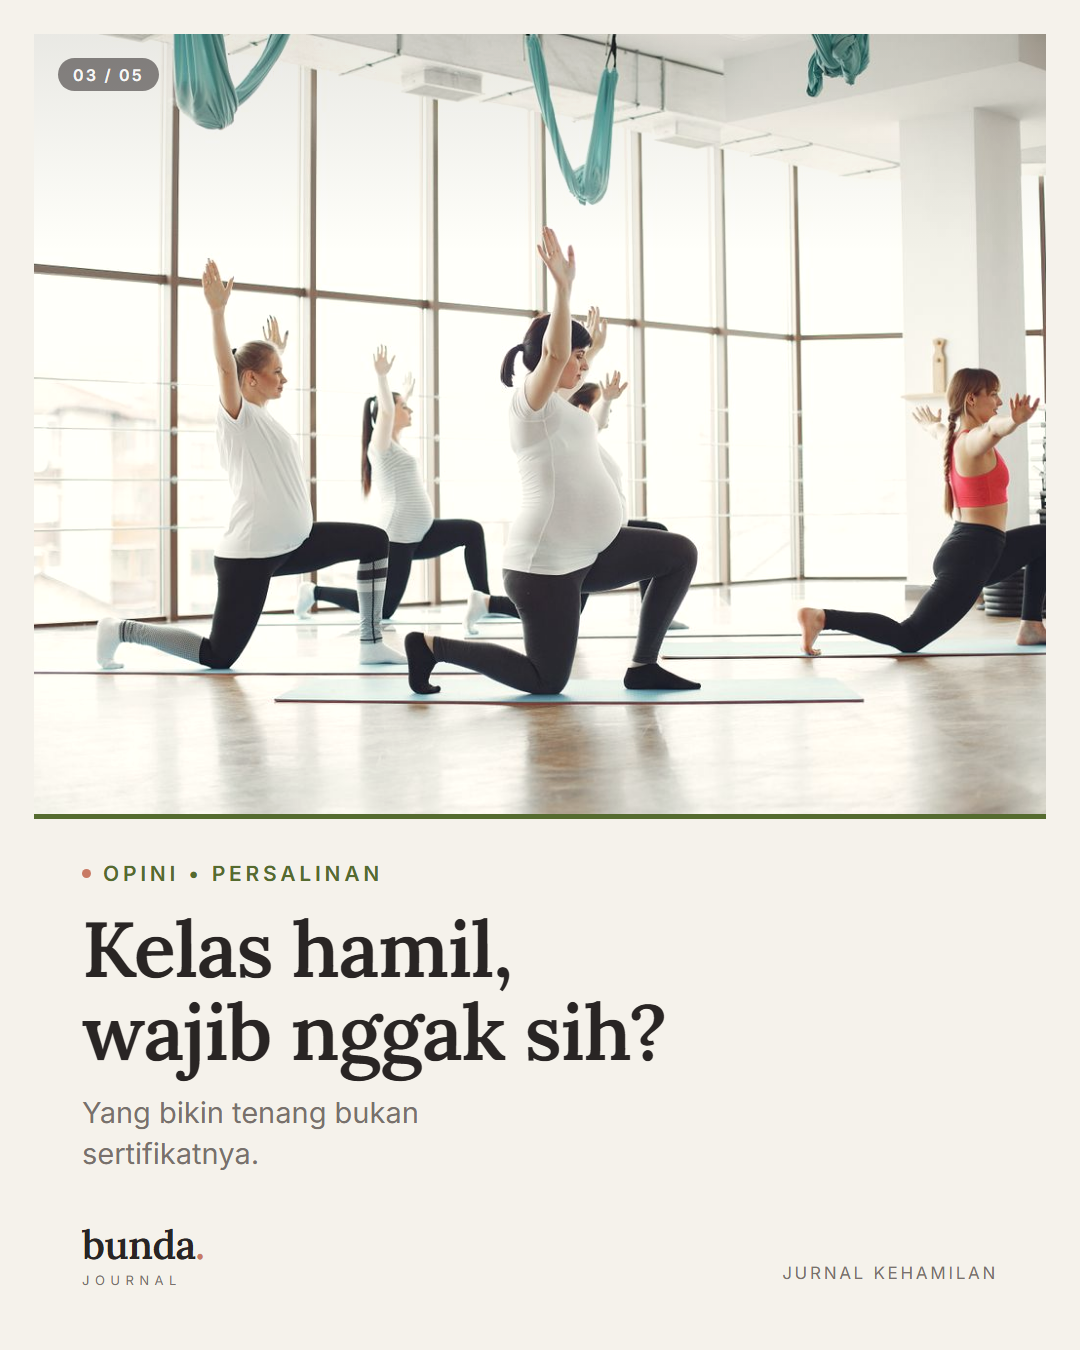 03 / 05
OPINI • PERSALINAN
Kelas hamil,
wajib nggak sih?
Yang bikin tenang bukan
sertifikatnya.
bunda.
JOURNAL
JURNAL KEHAMILAN